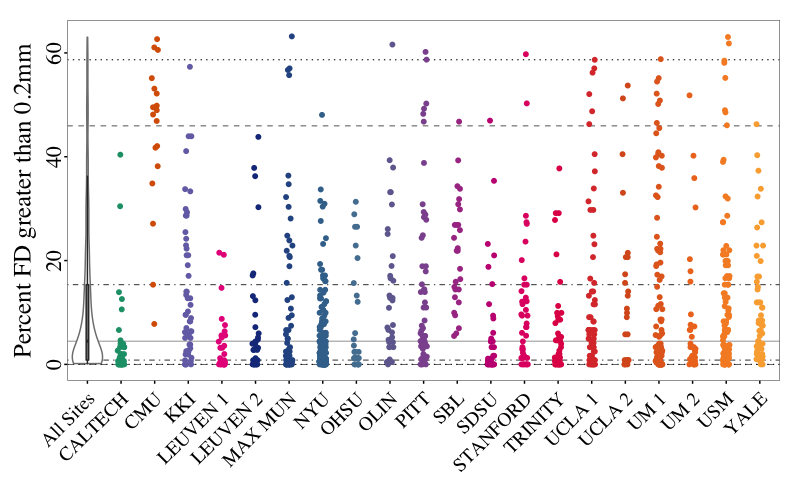 Percent FD greater than 0.2mm
60
40
20
0
All Sites
CALTECH
CMU
KKI
LEUVEN 1
LEUVEN 2
MAX MUN
NYU
OHSU
OLIN
PITT
SBL
SDSU
STANFORD
TRINITY
UCLA 1
UCLA 2
UM 1
UM 2
USM
YALE